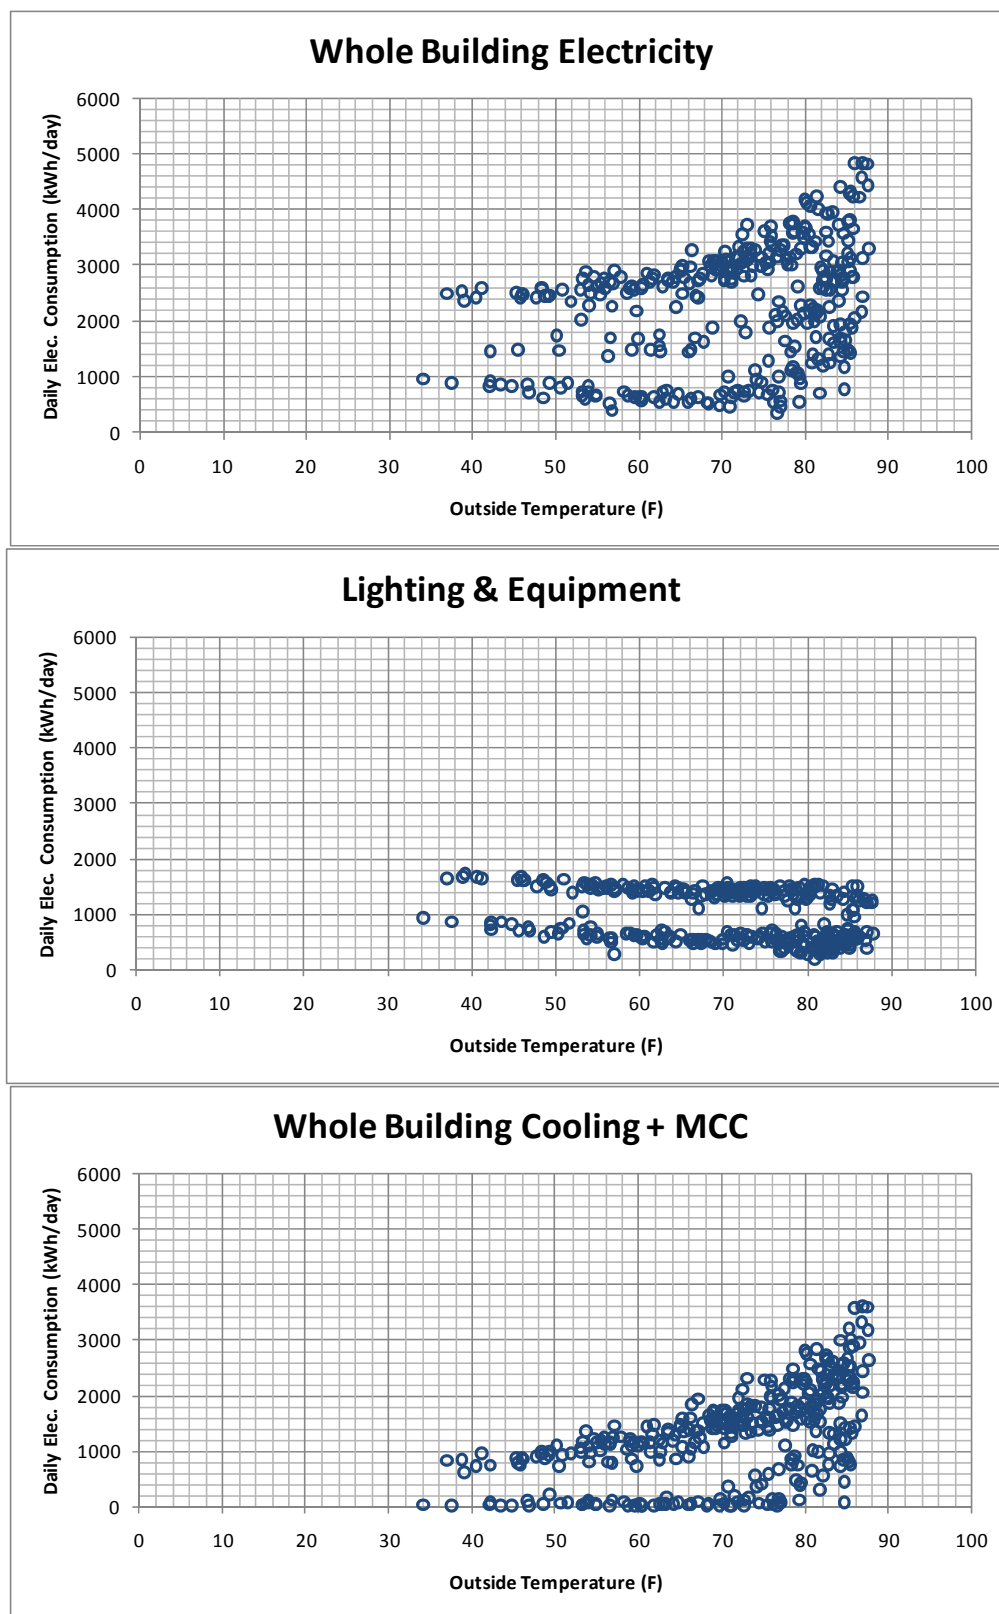 Whole Building Electricity
Daily Elec. Consumption (kWh/day)
6000
5000
4000
3000
2000
1000
0
0 10 20 30 40 50 60 70 80 90 100
Outside Temperature (F)
Lighting & Equipment
Daily Elec. Consumption (kWh/day)
6000
5000
4000
3000
2000
1000
0
0 10 20 30 40 50 60 70 80 90 100
Outside Temperature (F)
Whole Building Cooling + MCC
Daily Elec. Consumption (kWh/day)
6000
5000
4000
3000
2000
1000
0
0 10 20 30 40 50 60 70 80 90 100
Outside Temperature (F)